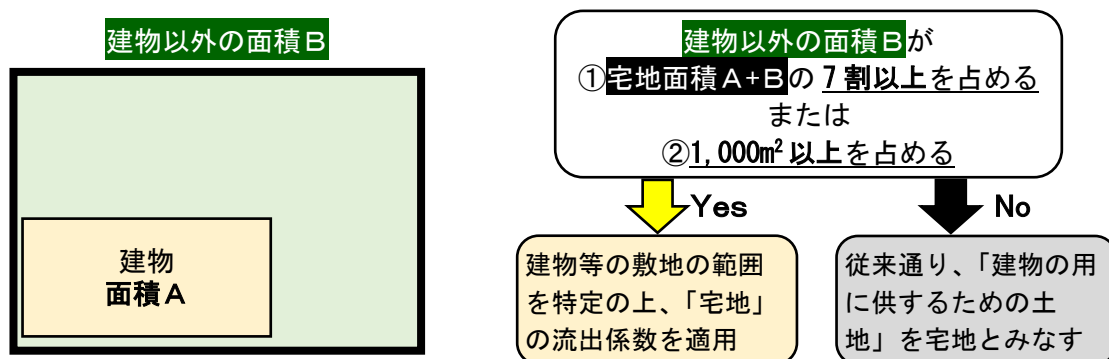 建物以外の面積B
建物
面積A
建物以外の面積Bが
①宅地面積A+Bの7割以上を占める
または
②1,000m²以上を占める
Yes
No
建物等の敷地の範囲
を特定の上、「宅地」
の流出係数を適用
従来通り、「建物の用
に供するための土
地」を宅地とみなす